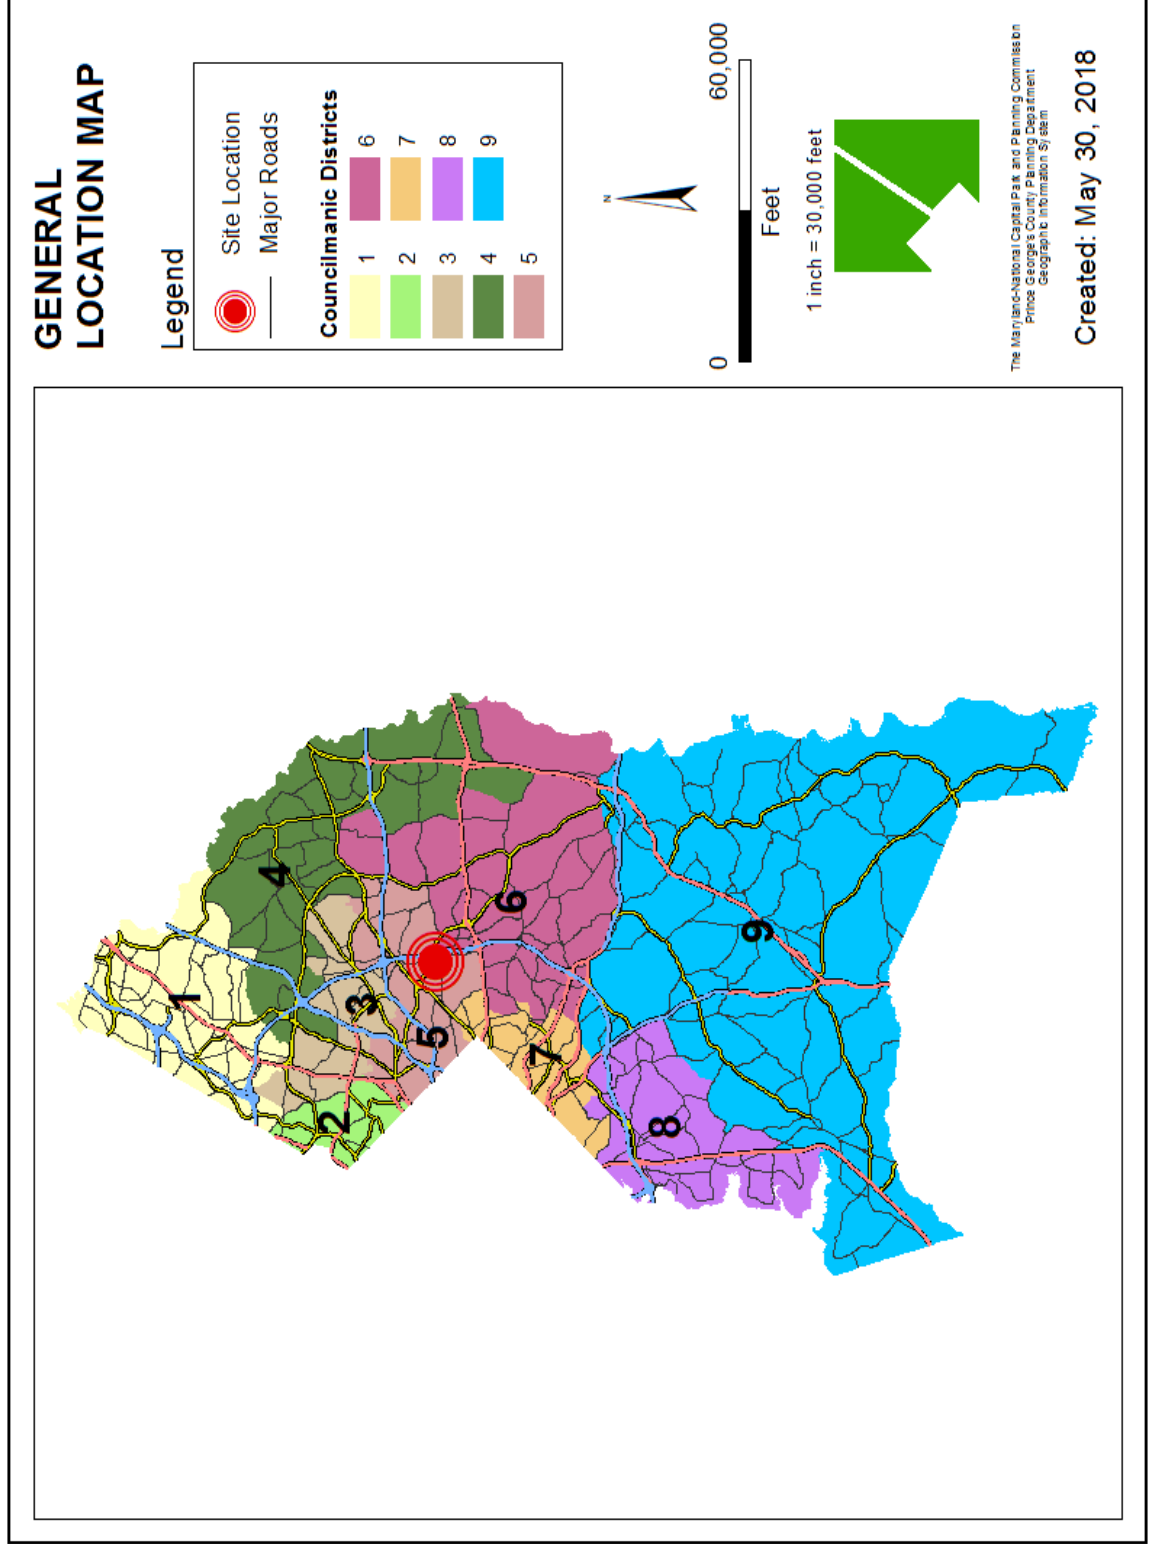 GENERAL
LOCATION MAP
Legend
Site Location
Major Roads
Councilmanic Districts
1
2
3
4
5
6
7
8
9
N
0
60,000
Feet
1 inch = 30,000 feet
The Maryland-National Capital Park and Planning Commission
Prince George's County Planning Department
Geographic Information System
Created: May 30, 2018
1
4
3
2
5
6
7
8
9